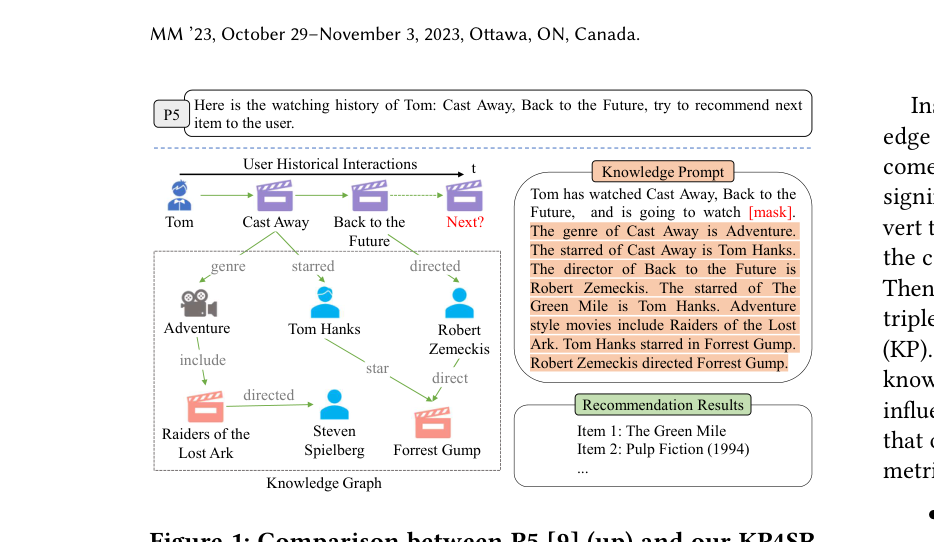 MM ’23, October 29–November 3, 2023, Ottawa, ON, Canada.
P5
Here is the watching history of Tom: Cast Away, Back to the Future, try to recommend next
item to the user.
User Historical Interactions
t
Tom
Cast Away
Back to the
Future
Next?
genre
starred
directed
Adventure
Tom Hanks
Robert
Zemeckis
include
star
direct
directed
Raiders of the
Lost Ark
Steven
Spielberg
Forrest Gump
Knowledge Graph
Knowledge Prompt
Tom has watched Cast Away, Back to the
Future, and is going to watch [mask].
The genre of Cast Away is Adventure.
The starred of Cast Away is Tom Hanks.
The director of Back to the Future is
Robert Zemeckis. The starred of The
Green Mile is Tom Hanks. Adventure
style movies include Raiders of the Lost
Ark. Tom Hanks starred in Forrest Gump.
Robert Zemeckis directed Forrest Gump.
Recommendation Results
Item 1: The Green Mile
Item 2: Pulp Fiction (1994)
...
Figure 1: Comparison between P5 [9] (up) and our KP4SR
Ins
edge
come
signi
vert t
the c
Then
triple
(KP).
know
influe
that o
metri
•